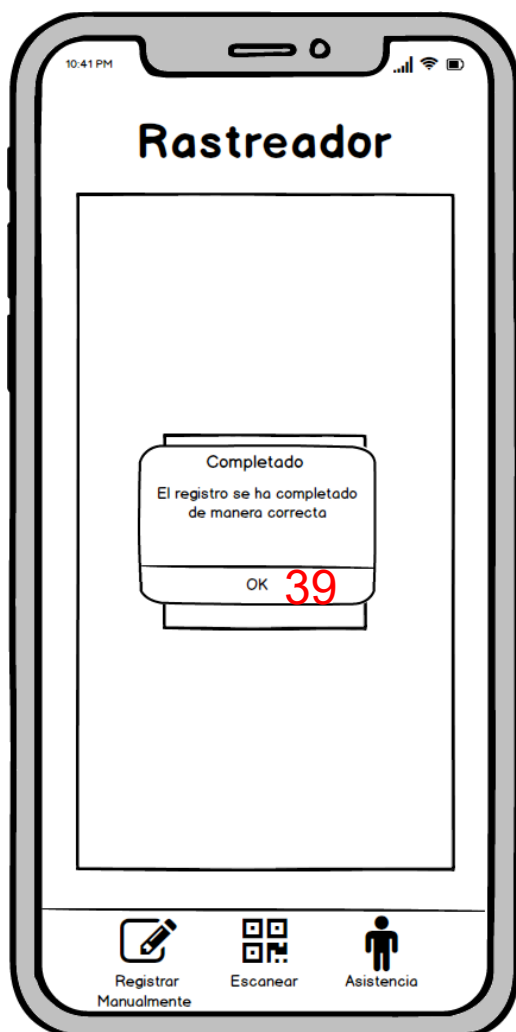 10:41 PM
Rastreador
Completado
El registro se ha completado
de manera correcta
OK 39
Registrar
Manualmente
Escanear
Asistencia